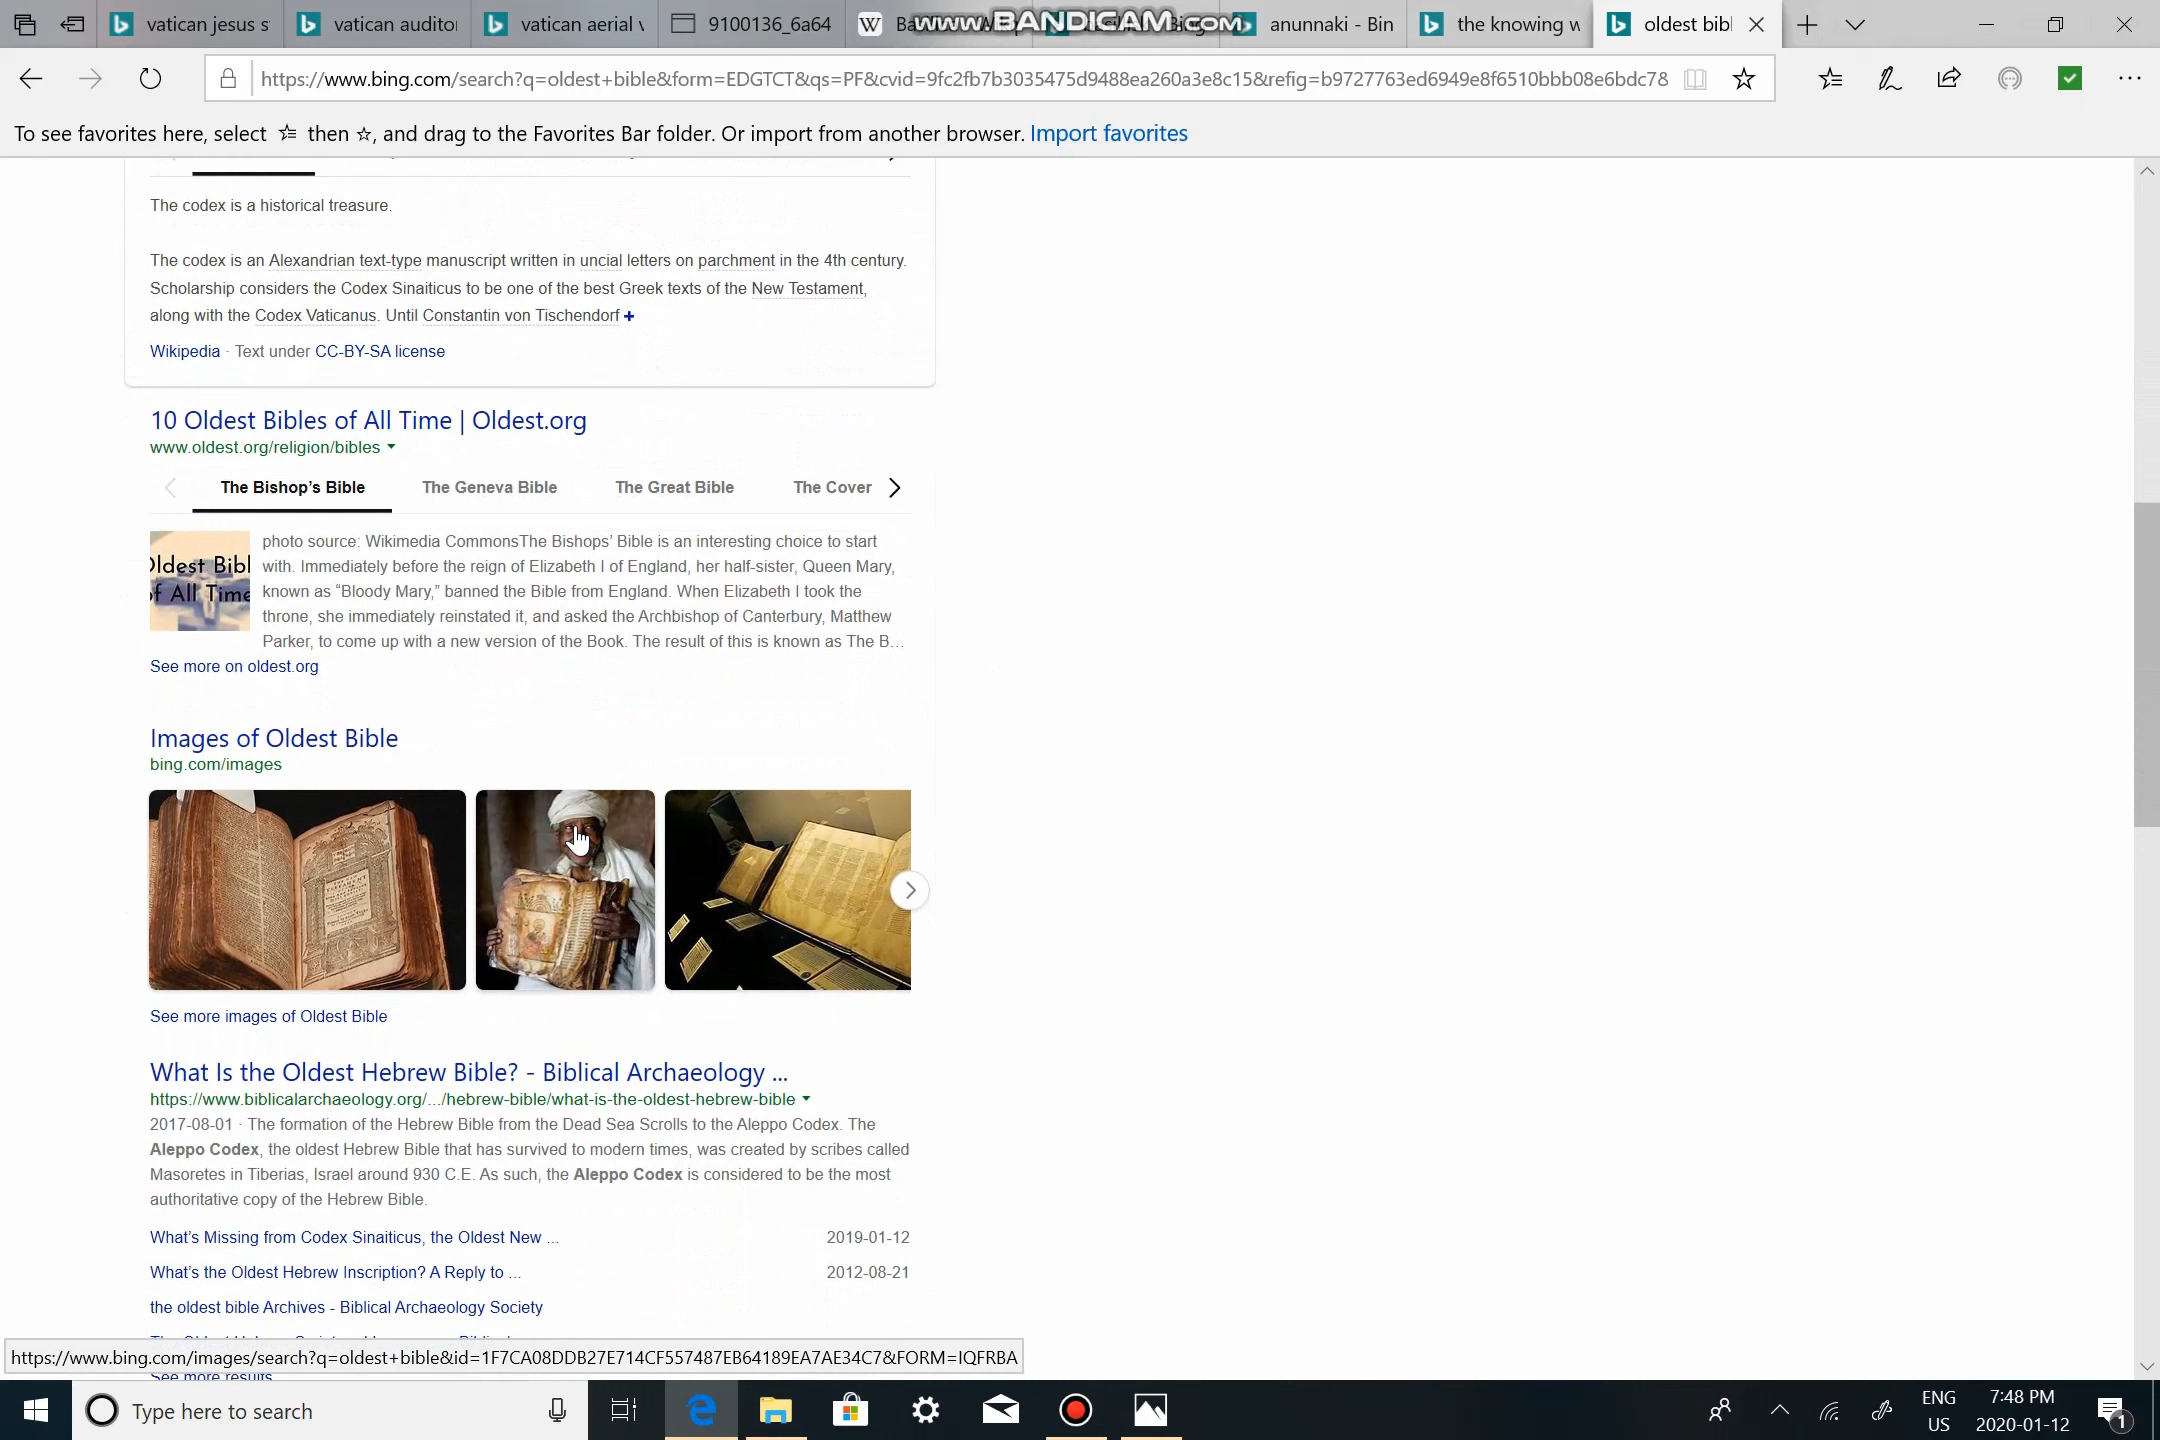 vatican jesus s
vatican auditor
vatican aerial v
9100136_6a64
www.BANDICAM.com
anunnaki - Bin
the knowing w
oldest bibl
https://www.bing.com/search?q=oldest+bible&form=EDGTCT&qs=PF&cvid=9fc2fb7b3035475d9488ea260a3e8c15&refig=b9727763ed6949e8f6510bbb08e6bdc78
To see favorites here, select then ☆, and drag to the Favorites Bar folder. Or import from another browser. Import favorites
The codex is a historical treasure.
The codex is an Alexandrian text-type manuscript written in uncial letters on parchment in the 4th century.
Scholarship considers the Codex Sinaiticus to be one of the best Greek texts of the New Testament,
along with the Codex Vaticanus. Until Constantin von Tischendorf +
Wikipedia · Text under CC-BY-SA license
10 Oldest Bibles of All Time | Oldest.org
www.oldest.org/religion/bibles
The Bishop’s Bible The Geneva Bible The Great Bible The Cover
Oldest Bibl
of All Time
photo source: Wikimedia CommonsThe Bishops’ Bible is an interesting choice to start
with. Immediately before the reign of Elizabeth I of England, her half-sister, Queen Mary,
known as “Bloody Mary,” banned the Bible from England. When Elizabeth I took the
throne, she immediately reinstated it, and asked the Archbishop of Canterbury, Matthew
Parker, to come up with a new version of the Book. The result of this is known as The B...
See more on oldest.org
Images of Oldest Bible
bing.com/images
See more images of Oldest Bible
What Is the Oldest Hebrew Bible? - Biblical Archaeology ...
https://www.biblicalarchaeology.org/.../hebrew-bible/what-is-the-oldest-hebrew-bible
2017-08-01 · The formation of the Hebrew Bible from the Dead Sea Scrolls to the Aleppo Codex. The
Aleppo Codex, the oldest Hebrew Bible that has survived to modern times, was created by scribes called
Masoretes in Tiberias, Israel around 930 C.E. As such, the Aleppo Codex is considered to be the most
authoritative copy of the Hebrew Bible.
What’s Missing from Codex Sinaiticus, the Oldest New ... 2019-01-12
What’s the Oldest Hebrew Inscription? A Reply to ... 2012-08-21
the oldest bible Archives - Biblical Archaeology Society
https://www.bing.com/images/search?q=oldest+bible&id=1F7CA08DDB27E714CF557487EB64189EA7AE34C7&FORM=IQFRBA
See more results
Type here to search
ENG
US
7:48 PM
2020-01-12
1